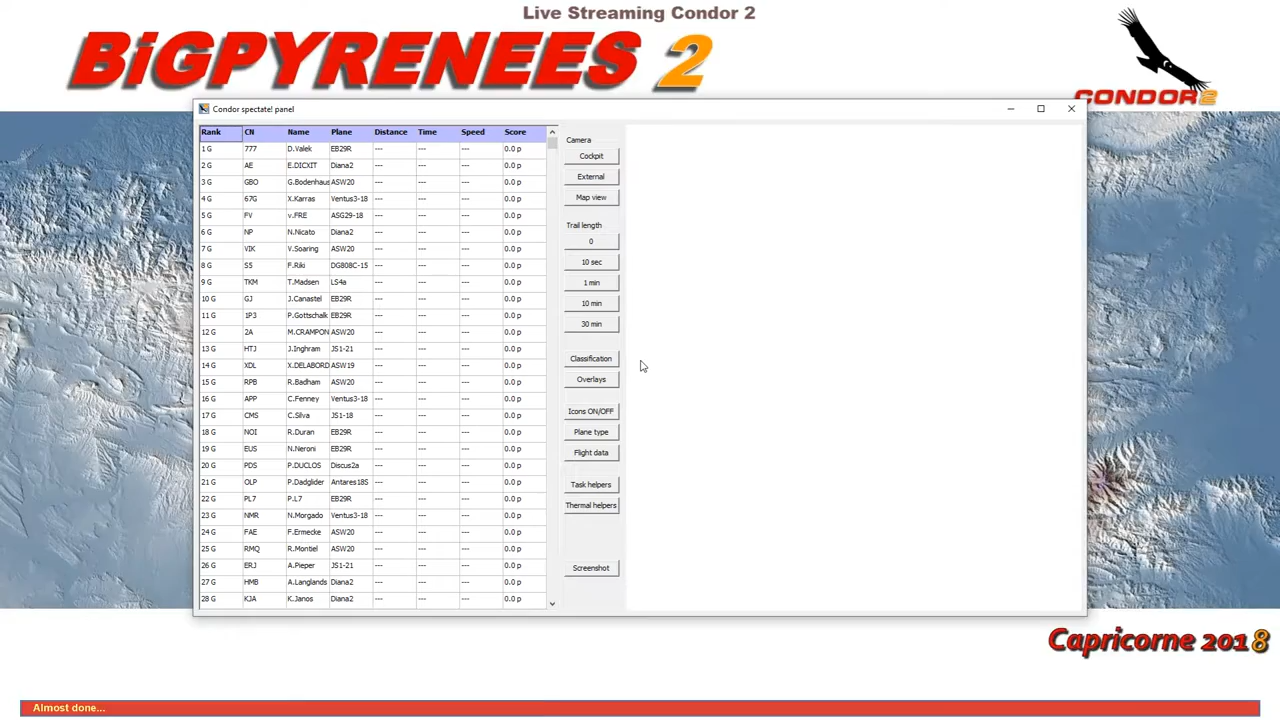 Live Streaming Condor 2
BiGPYRENEES 2
CONDOR2
Condor spectate! panel
Rank CN Name Plane Distance Time Speed Score
1 G 777 D.Valek EB29R --- --- --- 0.0 p
2 G AE E.DICXIT Diana2 --- --- --- 0.0 p
3 G GBO G.Bodenhaus ASW20 --- --- --- 0.0 p
4 G 67G X.Karras Ventus3-18 --- --- --- 0.0 p
5 G FV v.FRE ASG29-18 --- --- --- 0.0 p
6 G NP N.Nicato Diana2 --- --- --- 0.0 p
7 G VIK V.Soaring ASW20 --- --- --- 0.0 p
8 G S5 F.Riki DG808C-15 --- --- --- 0.0 p
9 G TKM T.Madsen LS4a --- --- --- 0.0 p
10 G GJ J.Canastel EB29R --- --- --- 0.0 p
11 G 1P3 P.Gottschalk EB29R --- --- --- 0.0 p
12 G 2A M.CRAMPON ASW20 --- --- --- 0.0 p
13 G HTJ J.Inghram JS1-21 --- --- --- 0.0 p
14 G XDL X.DELABORD ASW19 --- --- --- 0.0 p
15 G RPB R.Badham ASW20 --- --- --- 0.0 p
16 G APP C.Fenney Ventus3-18 --- --- --- 0.0 p
17 G CMS C.Silva JS1-18 --- --- --- 0.0 p
18 G NOI R.Duran EB29R --- --- --- 0.0 p
19 G EUS N.Neroni EB29R --- --- --- 0.0 p
20 G PDS P.DUCLOS Discus2a --- --- --- 0.0 p
21 G OLP P.Dadglider Antares18S --- --- --- 0.0 p
22 G PL7 P.L7 EB29R --- --- --- 0.0 p
23 G NMR N.Morgado Ventus3-18 --- --- --- 0.0 p
24 G FAE F.Ermecke ASW20 --- --- --- 0.0 p
25 G RMQ R.Montiel ASW20 --- --- --- 0.0 p
26 G ERJ A.Pieper JS1-21 --- --- --- 0.0 p
27 G HMB A.Langlands Diana2 --- --- --- 0.0 p
28 G KJA K.Janos Diana2 --- --- --- 0.0 p
Camera
Cockpit
External
Map view
Trail length
0
10 sec
1 min
10 min
30 min
Classification
Overlays
Icons ON/OFF
Plane type
Flight data
Task helpers
Thermal helpers
Screenshot
Capricorne 2018
Almost done...